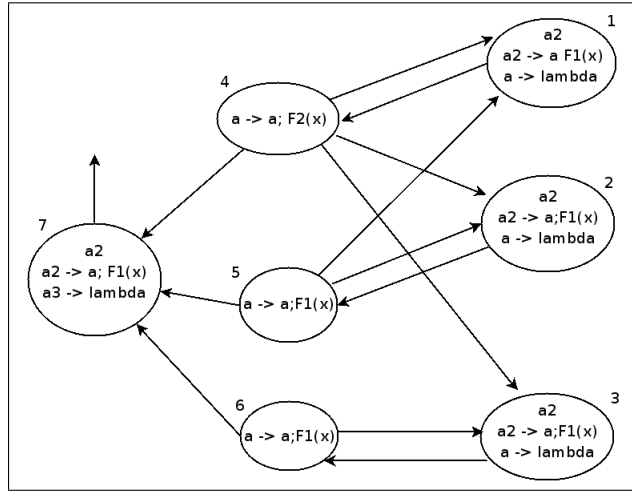 1
a2
a2 -> a F1(x)
a -> lambda
4
a -> a; F2(x)
2
a2
a2 -> a;F1(x)
a -> lambda
7
a2
a2 -> a; F1(x)
a3 -> lambda
5
a -> a;F1(x)
3
a2
a2 -> a;F1(x)
a -> lambda
6
a -> a;F1(x)